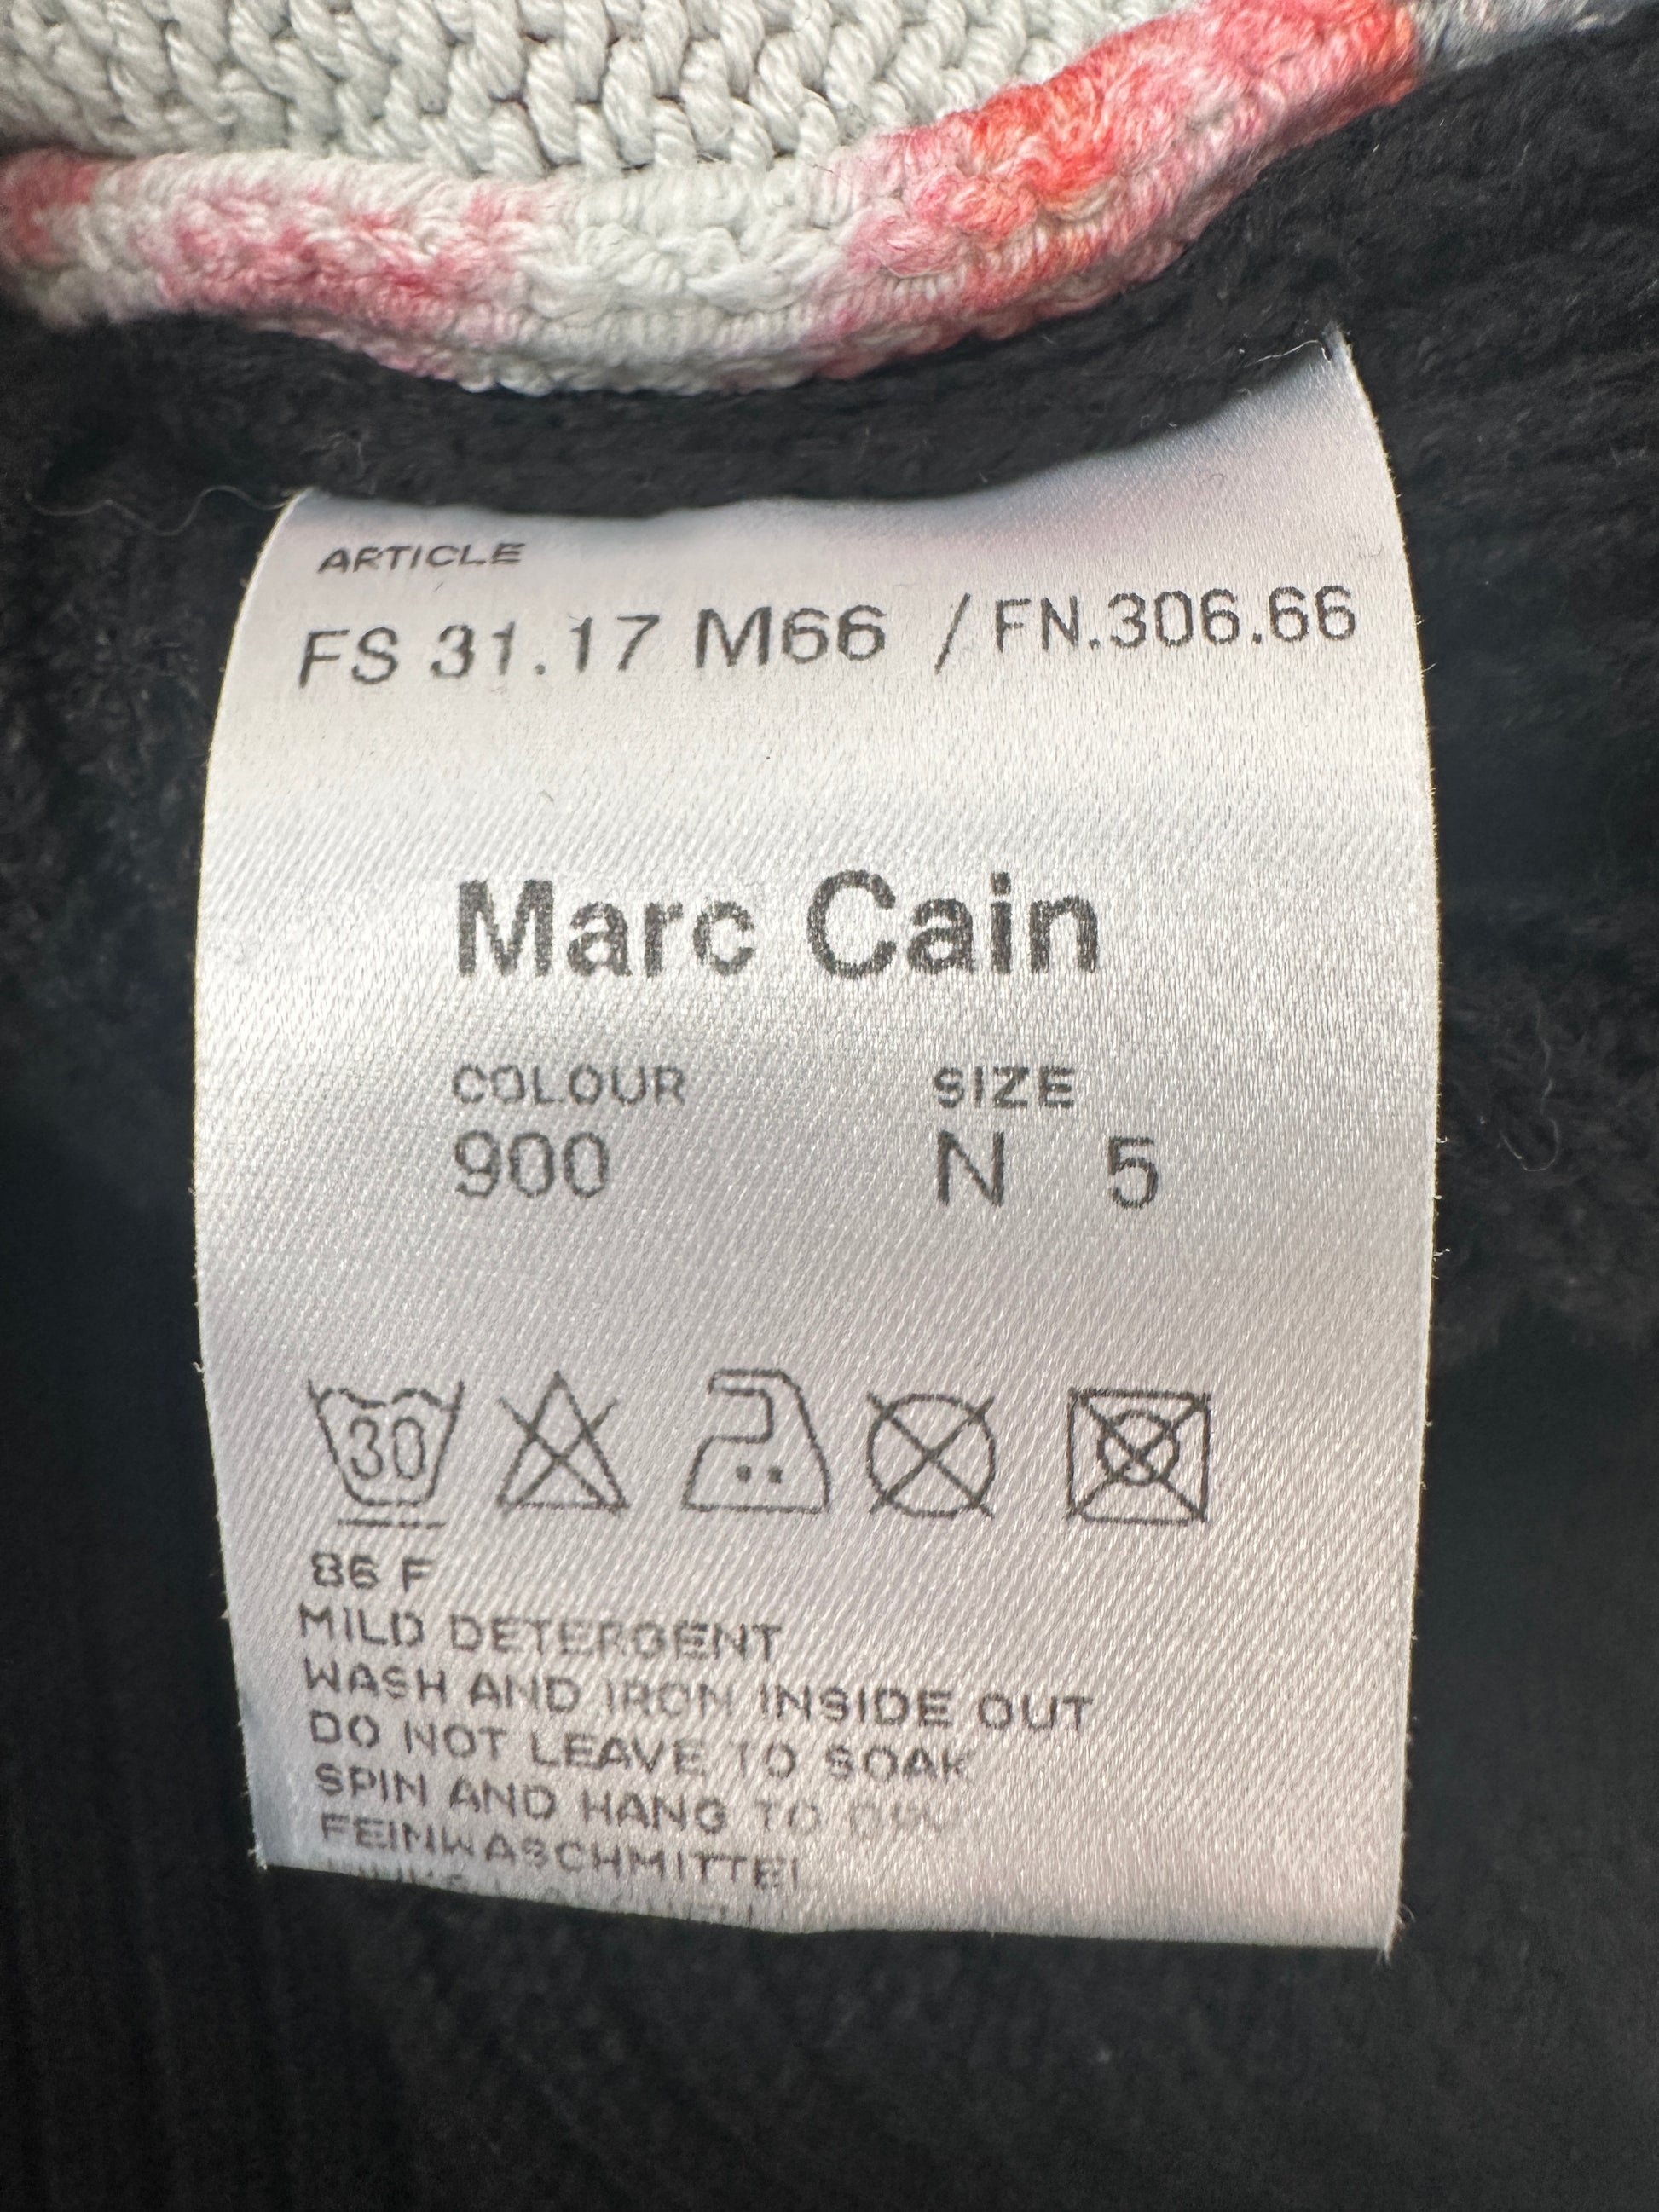 ARTICLE
FS 31.17 M66 / FN.306.66
Marc Cain
COLOUR SIZE
900 N 5
30
86 F
MILD DETERGENT
WASH AND IRON INSIDE OUT
DO NOT LEAVE TO SOAK
SPIN AND HANG TO
FEINWASCHMITTEL